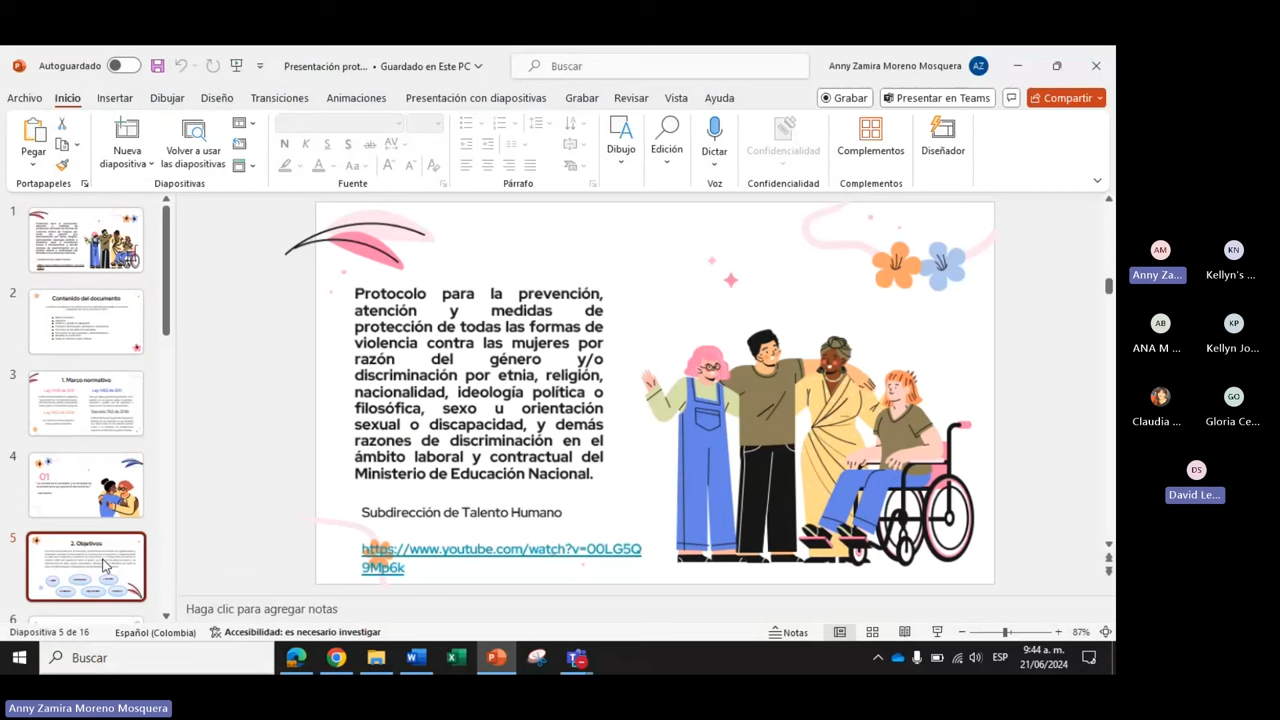 Autoguardado
Presentación prot... • Guardado en Este PC
Buscar
Anny Zamira Moreno Mosquera
AZ
Archivo
Inicio
Insertar
Dibujar
Diseño
Transiciones
Animaciones
Presentación con diapositivas
Grabar
Revisar
Vista
Ayuda
Grabar
Presentar en Teams
Compartir
Pegar
Nueva
diapositiva
Volver a usar
las diapositivas
Dibujo
Edición
Dictar
Confidencialidad
Complementos
Diseñador
Portapapeles
Diapositivas
Fuente
Párrafo
Voz
Confidencialidad
Complementos
1
2
Contenido del documento
3
1. Marco normativo
4
01
5
2. Objetivos
6
Protocolo para la prevención,
atención y medidas de
protección de todas las formas de
violencia contra las mujeres por
razón del género y/o
discriminación por etnia, religión,
nacionalidad, ideología política o
filosófica, sexo u orientación
sexual o discapacidad, y demás
razones de discriminación en el
ámbito laboral y contractual del
Ministerio de Educación Nacional.
Subdirección de Talento Humano
https://www.youtube.com/watch?v=00LG5Q
9Mp6k
Haga clic para agregar notas
Diapositiva 5 de 16
Español (Colombia)
Accesibilidad: es necesario investigar
Notas
87%
Buscar
ESP
9:44 a. m.
21/06/2024
AM
Anny Za...
KN
Kellyn's ...
AB
ANA M ...
KP
Kellyn Jo...
Claudia ...
GO
Gloria Ce...
DS
David Le...
Anny Zamira Moreno Mosquera